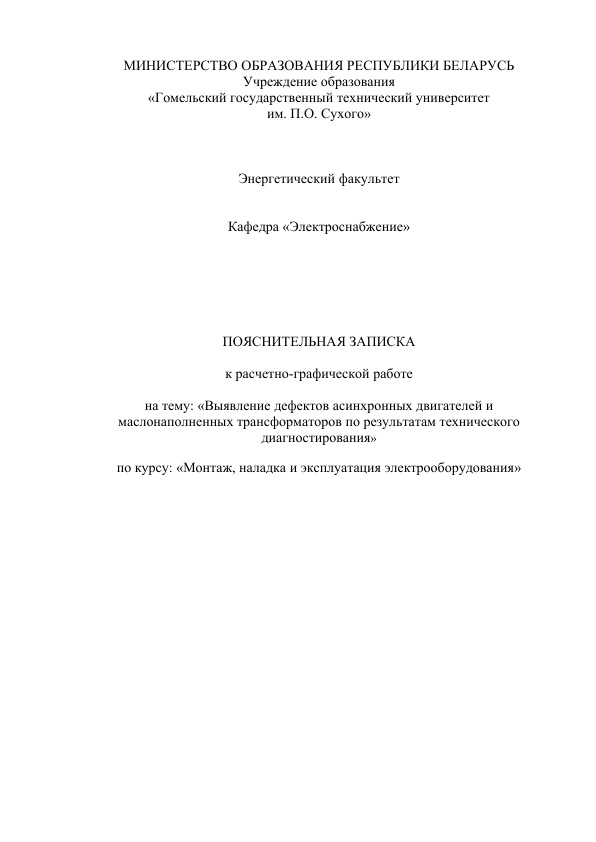 МИНИСТЕРСТВО ОБРАЗОВАНИЯ РЕСПУБЛИКИ БЕЛАРУСЬ
Учреждение образования
«Гомельский государственный технический университет
им. П.О. Сухого»
Энергетический факультет
Кафедра «Электроснабжение»
ПОЯСНИТЕЛЬНАЯ ЗАПИСКА
к расчетно-графической работе
на тему: «Выявление дефектов асинхронных двигателей и
маслонаполненных трансформаторов по результатам технического
диагностирования»
по курсу: «Монтаж, наладка и эксплуатация электрооборудования»